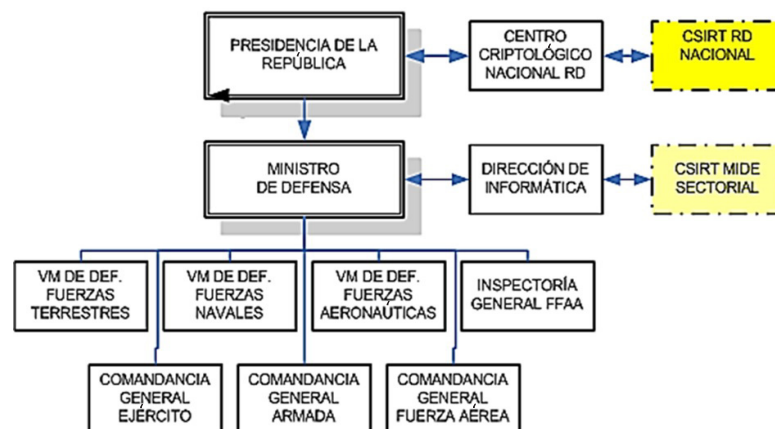 PRESIDENCIA DE LA
REPÚBLICA
CENTRO
CRIPTOLÓGICO
NACIONAL RD
CSIRT RD
NACIONAL
MINISTRO
DE DEFENSA
DIRECCIÓN DE
INFORMÁTICA
CSIRT MIDE
SECTORIAL
VM DE DEF.
FUERZAS
TERRESTRES
VM DE DEF.
FUERZAS
NAVALES
VM DE DEF.
FUERZAS
AERONAÚTICAS
INSPECTORÍA
GENERAL FFAA
COMANDANCIA
GENERAL
EJÉRCITO
COMANDANCIA
GENERAL
ARMADA
COMANDANCIA
GENERAL
FUERZA AÉREA